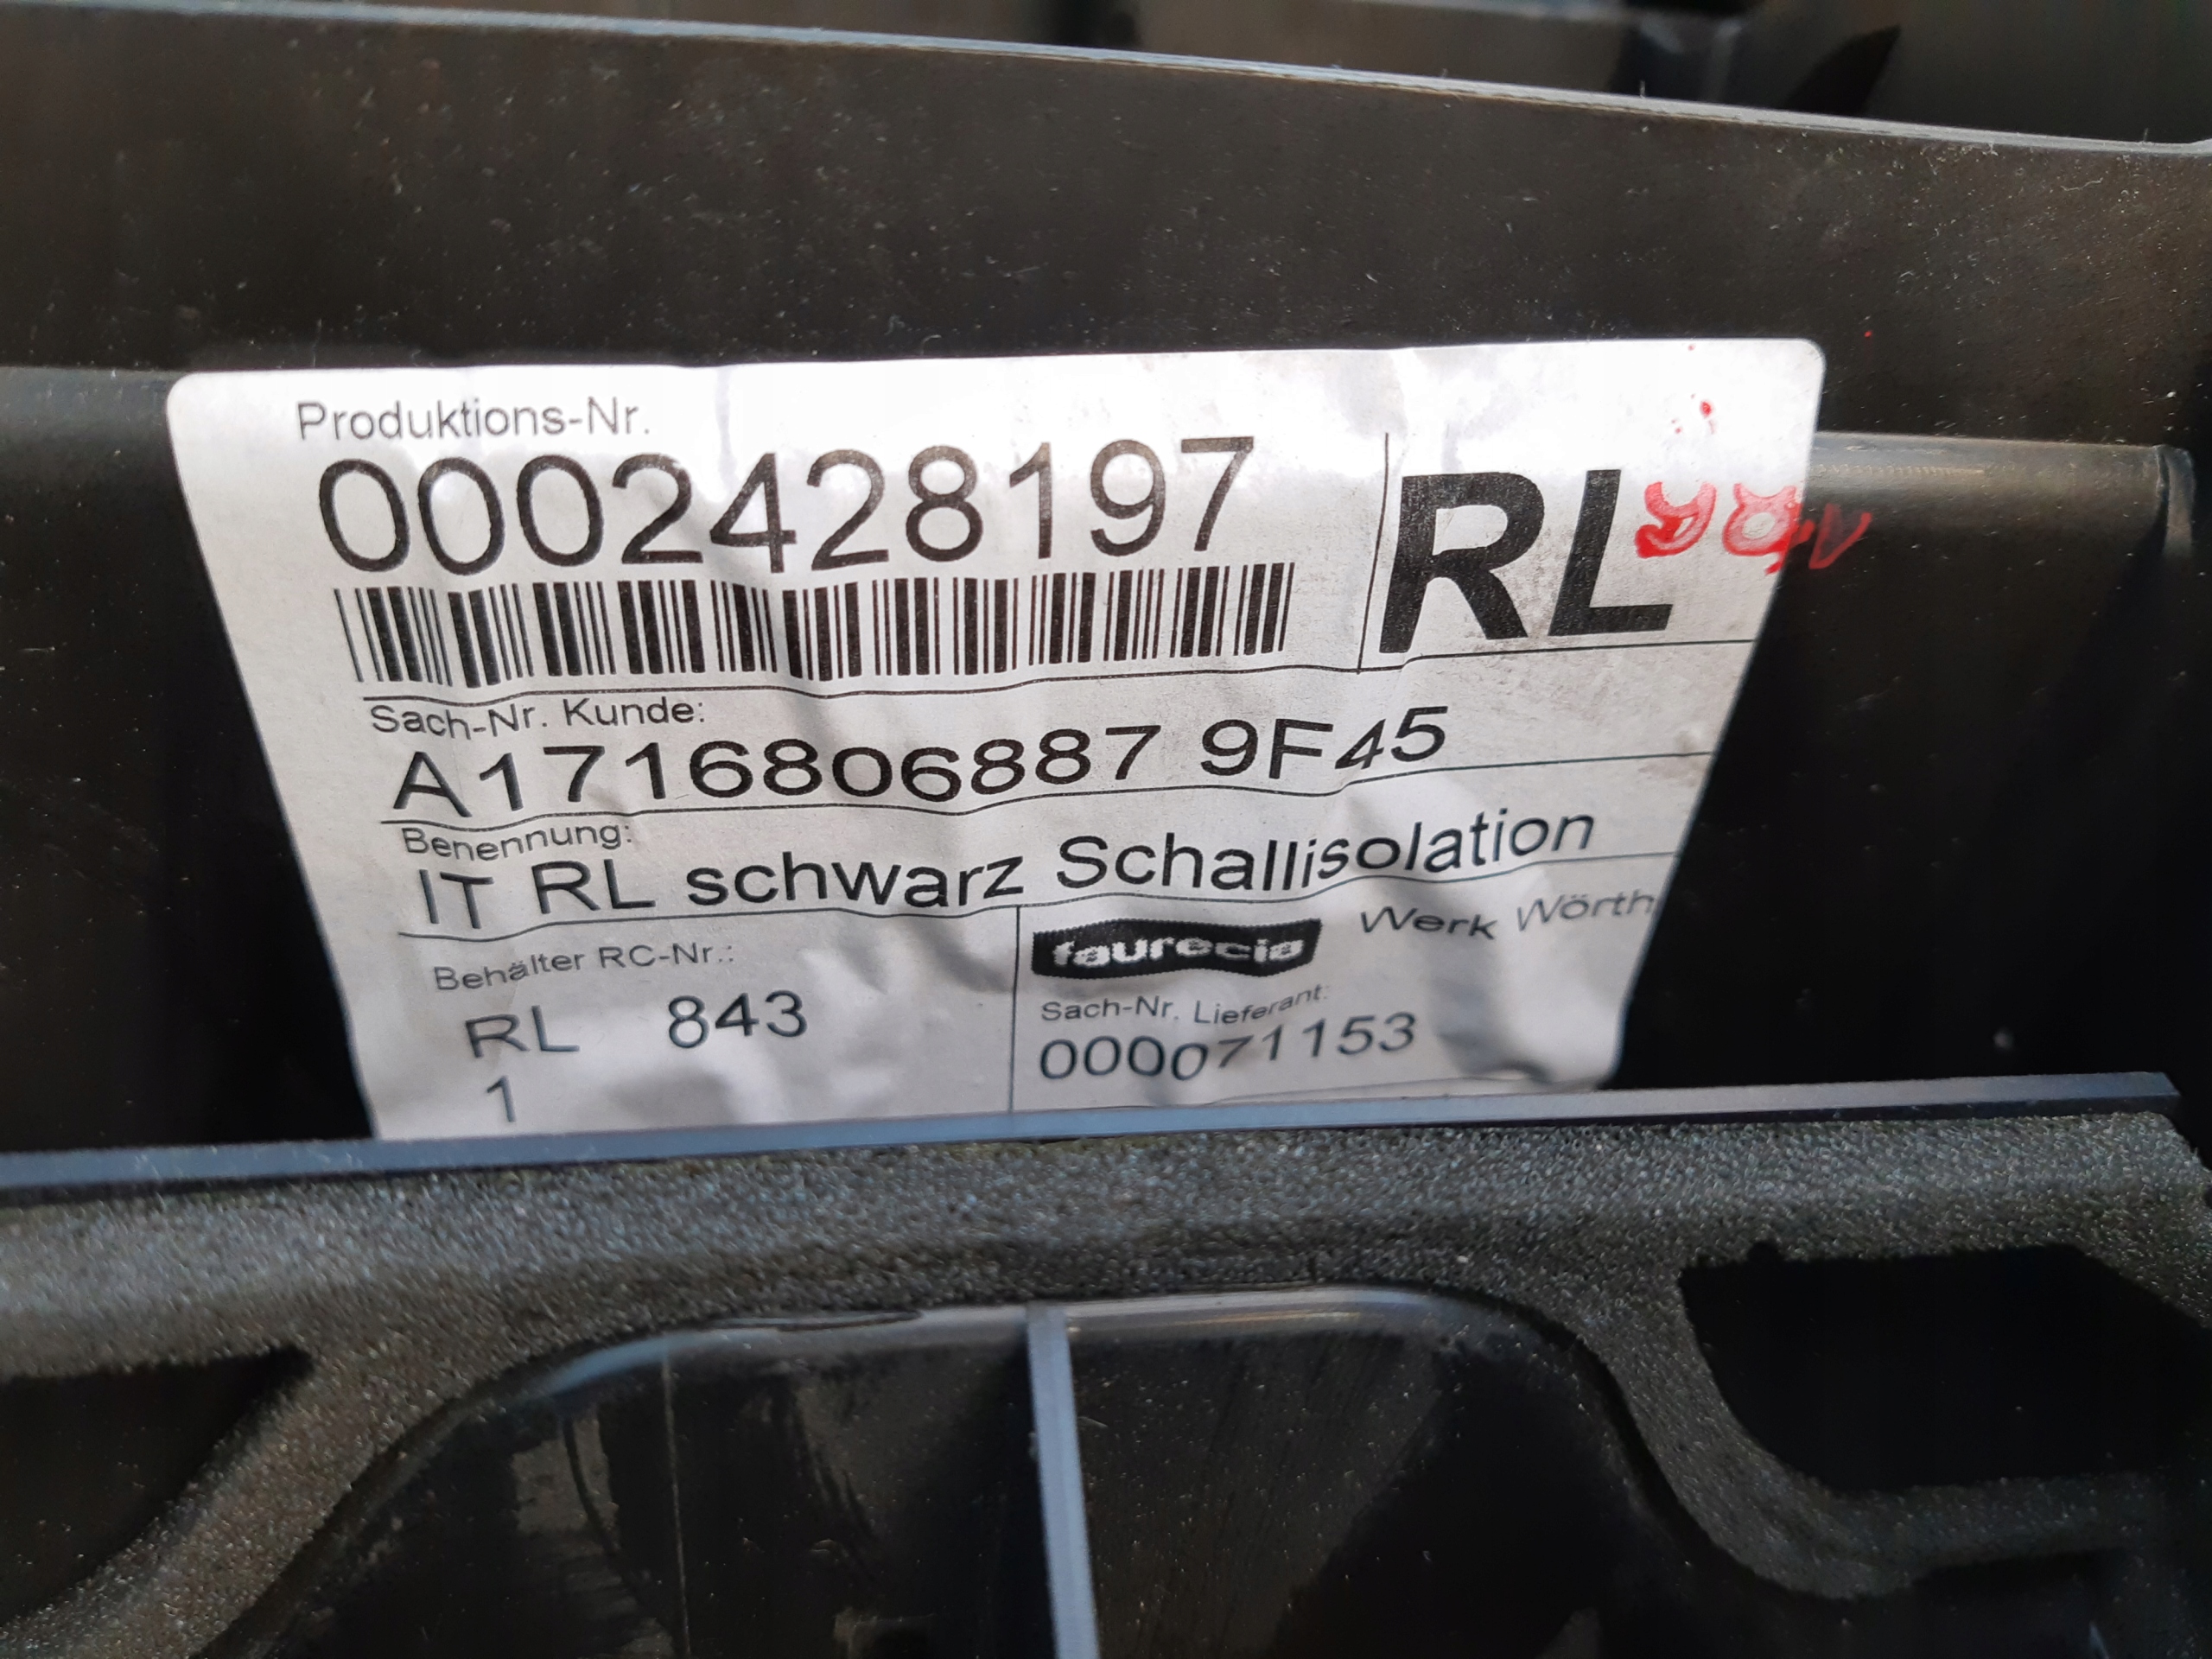 Produktions-Nr.
0002428197
RL
Sach-Nr. Kunde:
A1716806887 9F45
Benennung:
IT RL schwarz Schallisolation
Behälter RC-Nr.:
RL 843
1
faurecia Werk Wörth
Sach-Nr. Lieferant:
000071153